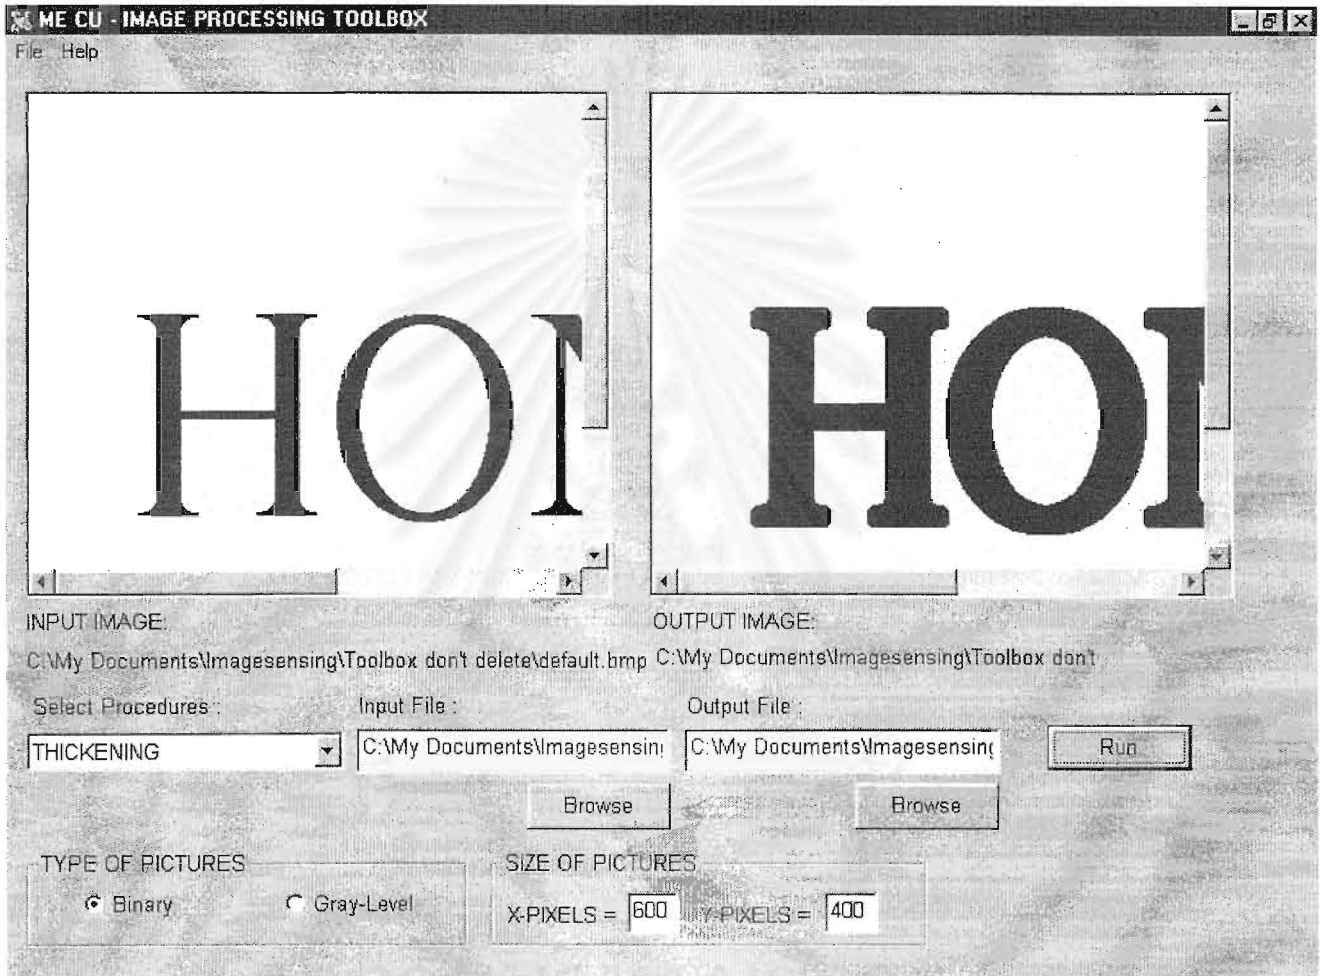 ME CU - IMAGE PROCESSING TOOLBOX
File Help
HON
HON
INPUT IMAGE:
OUTPUT IMAGE:
C:\My Documents\Imagesensing\Toolbox don't delete\default.bmp
C:\My Documents\Imagesensing\Toolbox don't
Select Procedures :
Input File :
Output File :
THICKENING
C:\My Documents\Imagesensin
C:\My Documents\Imagesensin
Run
Browse
Browse
TYPE OF PICTURES
SIZE OF PICTURES
Binary
Gray-Level
X-PIXELS = 600
Y-PIXELS = 400